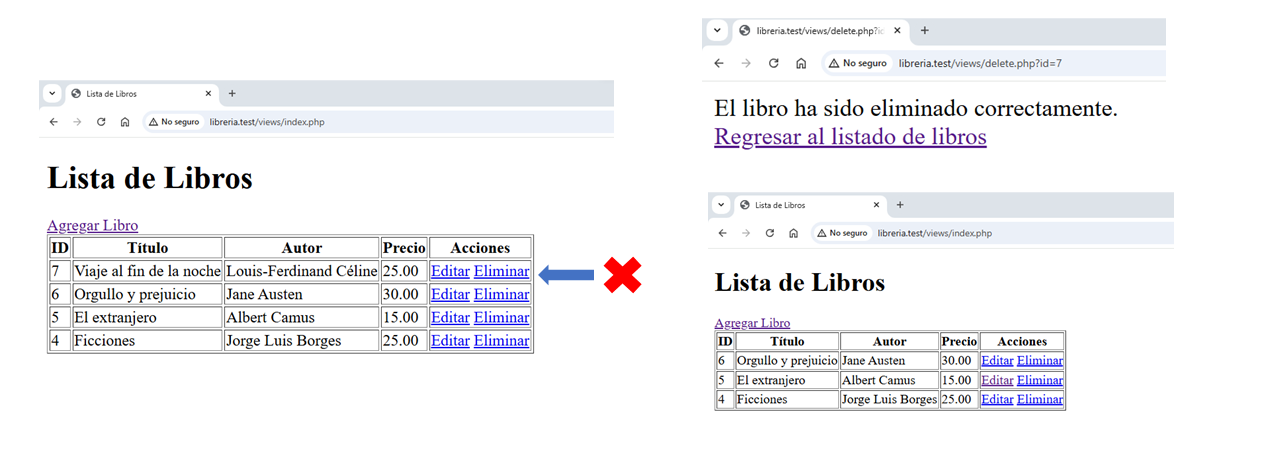 Lista de Libros
No seguro libreria.test/views/index.php
Lista de Libros
Agregar Libro
ID Título Autor Precio Acciones
7 Viaje al fin de la noche Louis-Ferdinand Céline 25.00 Editar Eliminar
6 Orgullo y prejuicio Jane Austen 30.00 Editar Eliminar
5 El extranjero Albert Camus 15.00 Editar Eliminar
4 Ficciones Jorge Luis Borges 25.00 Editar Eliminar
libreria.test/views/delete.php?id
No seguro libreria.test/views/delete.php?id=7
El libro ha sido eliminado correctamente.
Regresar al listado de libros
Lista de Libros
No seguro libreria.test/views/index.php
Lista de Libros
Agregar Libro
ID Título Autor Precio Acciones
6 Orgullo y prejuicio Jane Austen 30.00 Editar Eliminar
5 El extranjero Albert Camus 15.00 Editar Eliminar
4 Ficciones Jorge Luis Borges 25.00 Editar Eliminar